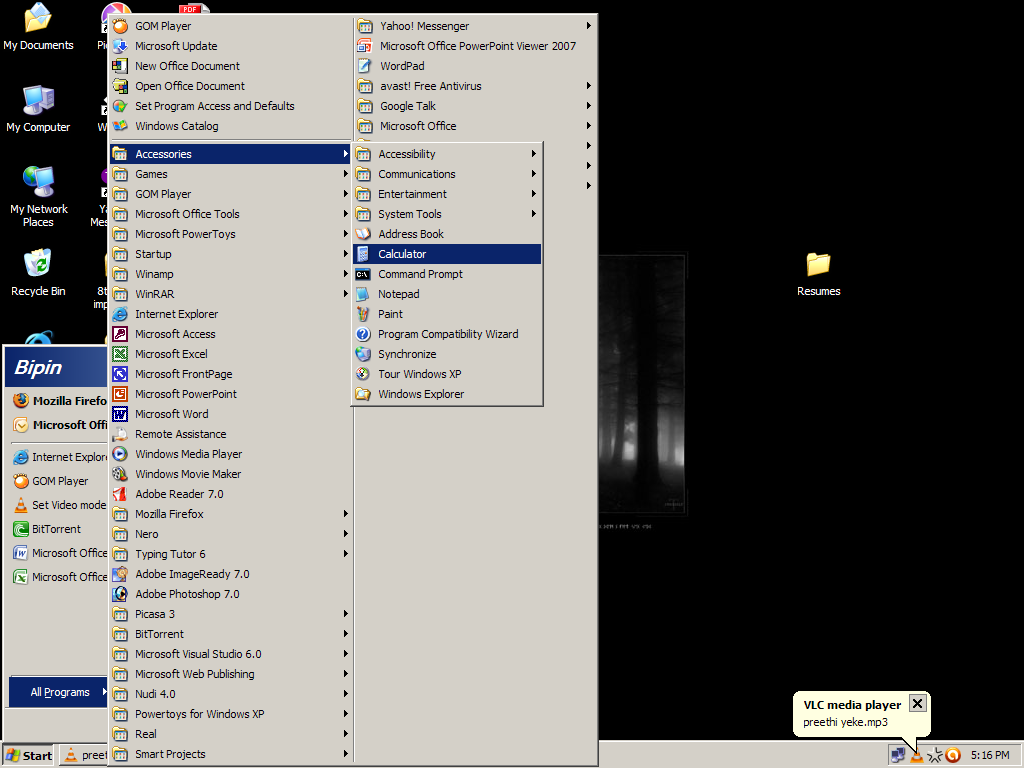 My Documents
My Computer
My Network
Places
Recycle Bin
PDF
GOM Player
Microsoft Update
New Office Document
Open Office Document
Set Program Access and Defaults
Windows Catalog
Accessories
Games
GOM Player
Microsoft Office Tools
Microsoft PowerToys
Startup
Winamp
WinRAR
Internet Explorer
Microsoft Access
Microsoft Excel
Microsoft FrontPage
Microsoft PowerPoint
Microsoft Word
Remote Assistance
Windows Media Player
Windows Movie Maker
Adobe Reader 7.0
Mozilla Firefox
Nero
Typing Tutor 6
Adobe ImageReady 7.0
Adobe Photoshop 7.0
Picasa 3
BitTorrent
Microsoft Visual Studio 6.0
Microsoft Web Publishing
Nudi 4.0
Powertoys for Windows XP
Real
Smart Projects
Yahoo! Messenger
Microsoft Office PowerPoint Viewer 2007
WordPad
avast! Free Antivirus
Google Talk
Microsoft Office
Accessibility
Communications
Entertainment
System Tools
Address Book
Calculator
Command Prompt
Notepad
Paint
Program Compatibility Wizard
Synchronize
Tour Windows XP
Windows Explorer
Resumes
Bipin
Mozilla Firefo
Microsoft Offi
Internet Explor
GOM Player
Set Video mode
BitTorrent
Microsoft Office
Microsoft Office
All Programs
VLC media player
preethi yeke.mp3
Start
preet
5:16 PM